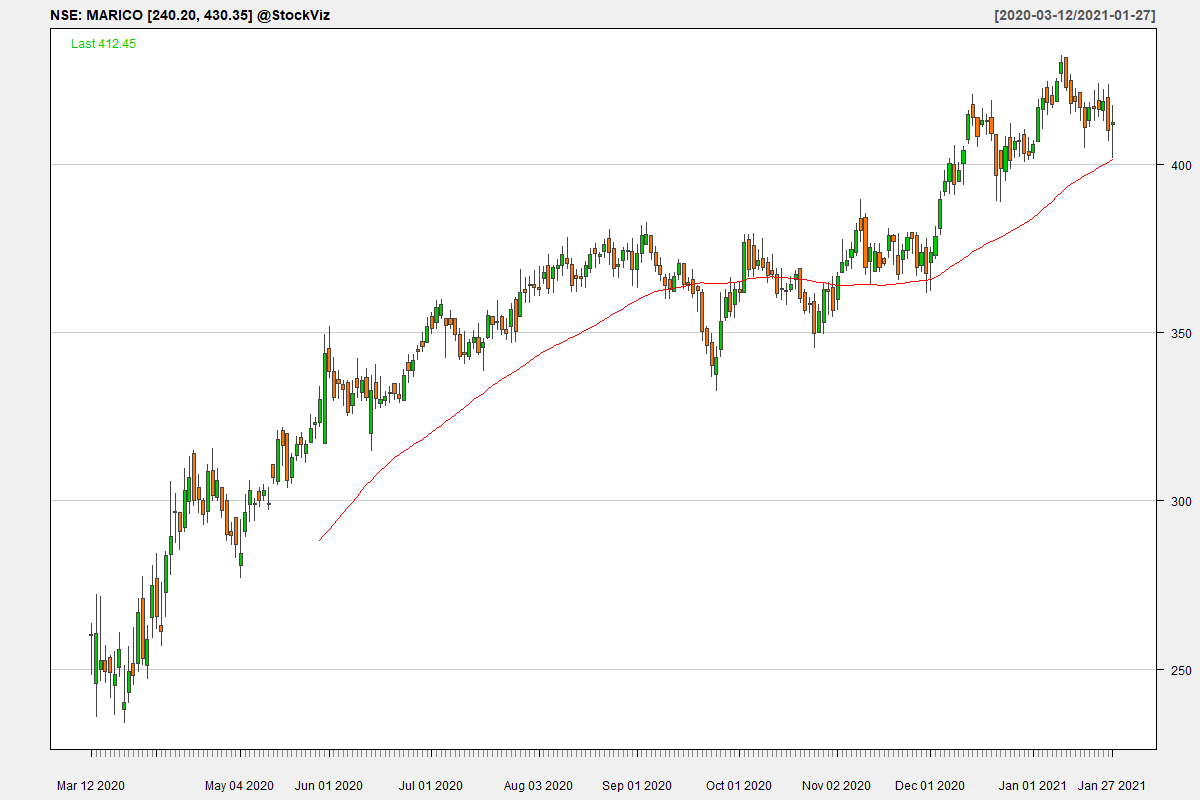 NSE: MARICO [240.20, 430.35] @StockViz [2020-03-12/2021-01-27]
Last 412.45
400
350
300
250
Mar 12 2020 May 04 2020 Jun 01 2020 Jul 01 2020 Aug 03 2020 Sep 01 2020 Oct 01 2020 Nov 02 2020 Dec 01 2020 Jan 01 2021 Jan 27 2021